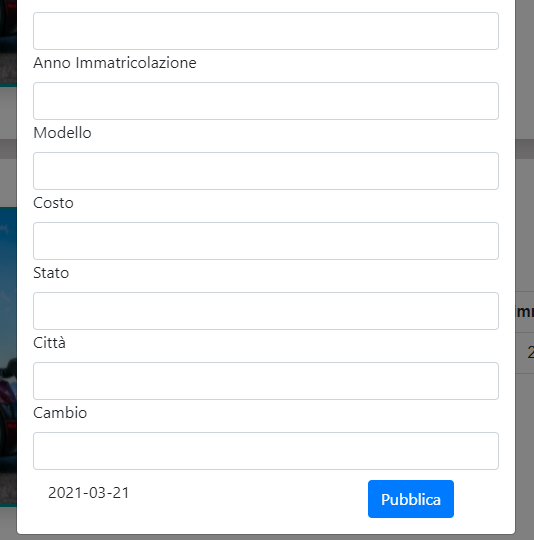 Anno Immatricolazione
Modello
Costo
Stato
Città
Cambio
2021-03-21
Pubblica